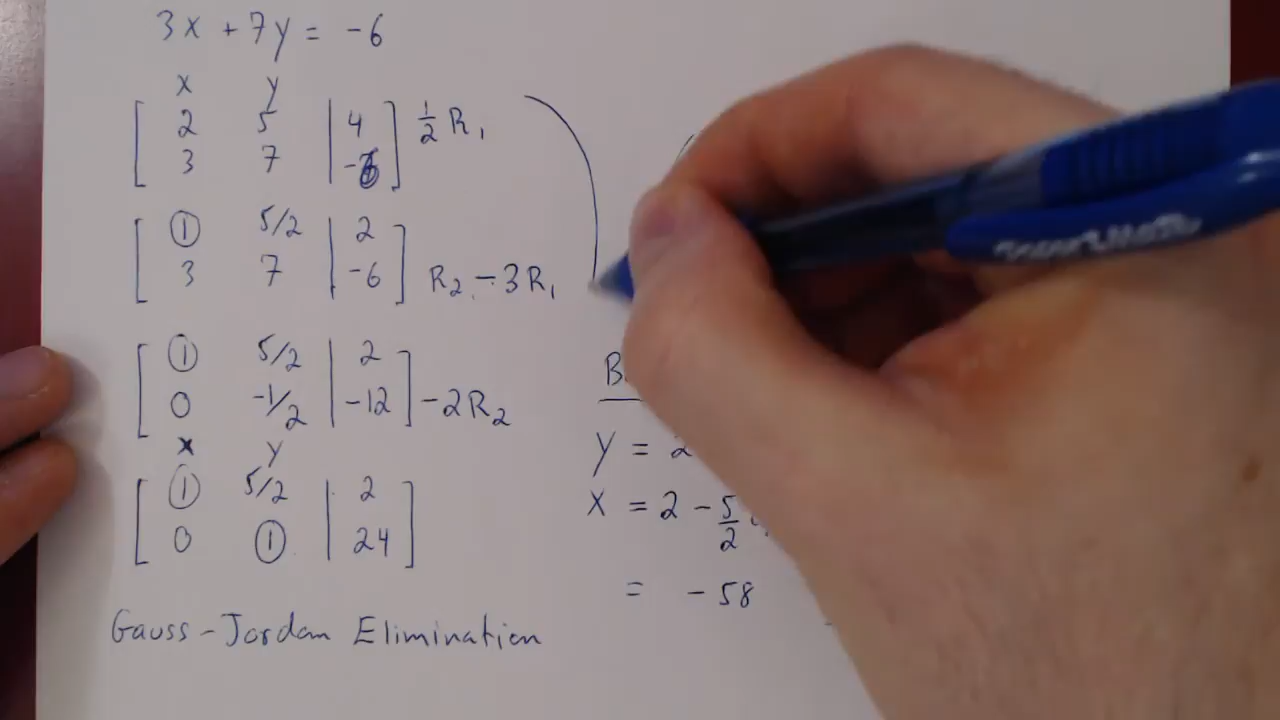 3x + 7y = -6
x y
[ 2 5 | 4 ] 1/2 R1
[ 3 7 | -6 ]
[ 1 5/2 | 2 ]
[ 3 7 | -6 ] R2 - 3R1
[ 1 5/2 | 2 ]
[ 0 -1/2 | -12 ] -2R2
x y
[ 1 5/2 | 2 ]
[ 0 1 | 24 ]
Gauss-Jordan Elimination
B
y = 2
x = 2 - 5/2
= -58